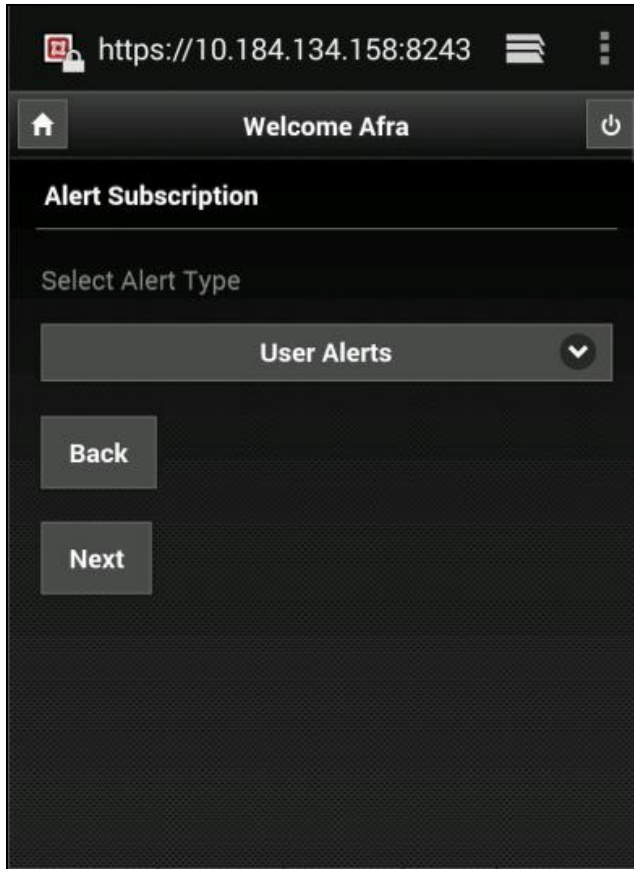 https://10.184.134.158:8243
Welcome Afra
Alert Subscription
Select Alert Type
User Alerts
Back
Next